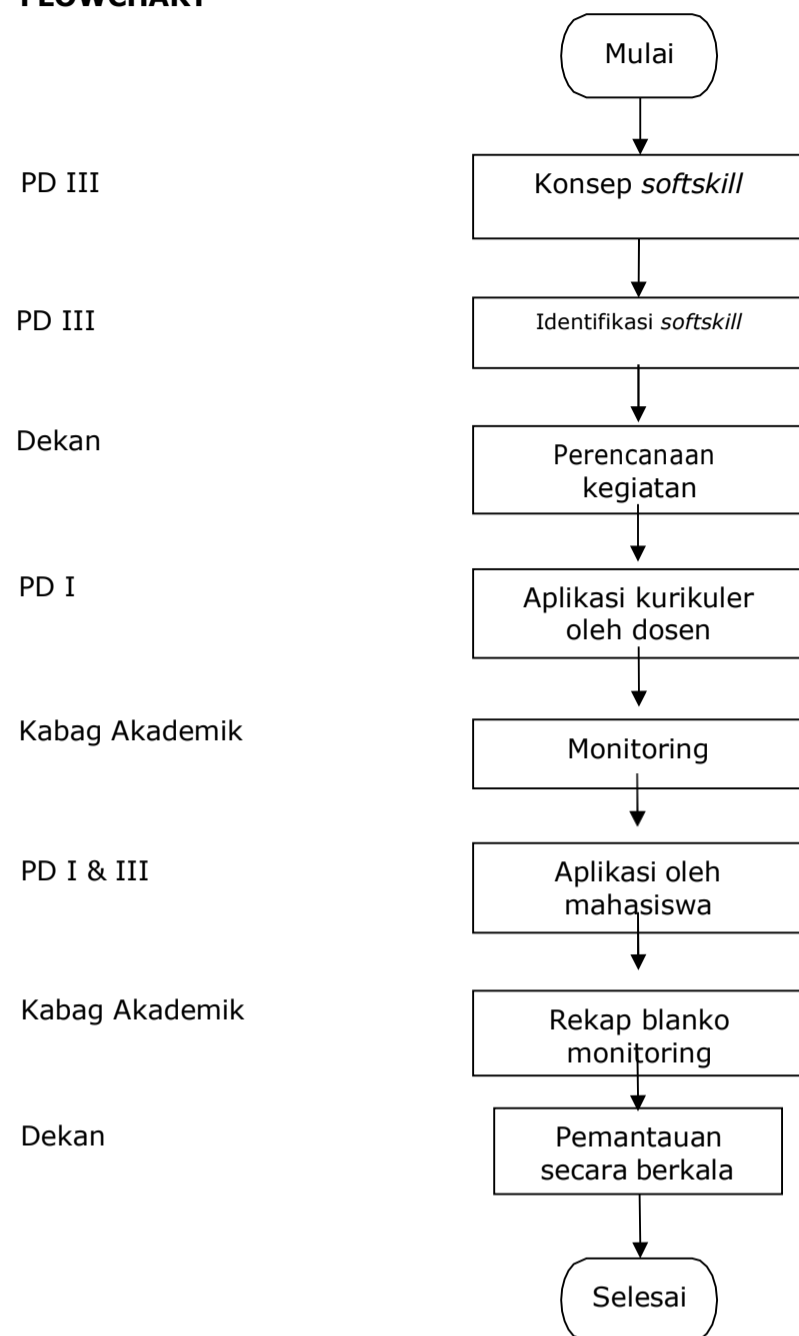 FLOWCHART
Mulai
PD III
Konsep softskill
PD III
Identifikasi softskill
Dekan
Perencanaan
kegiatan
PD I
Aplikasi kurikuler
oleh dosen
Kabag Akademik
Monitoring
PD I & III
Aplikasi oleh
mahasiswa
Kabag Akademik
Rekap blanko
monitoring
Dekan
Pemantauan
secara berkala
Selesai